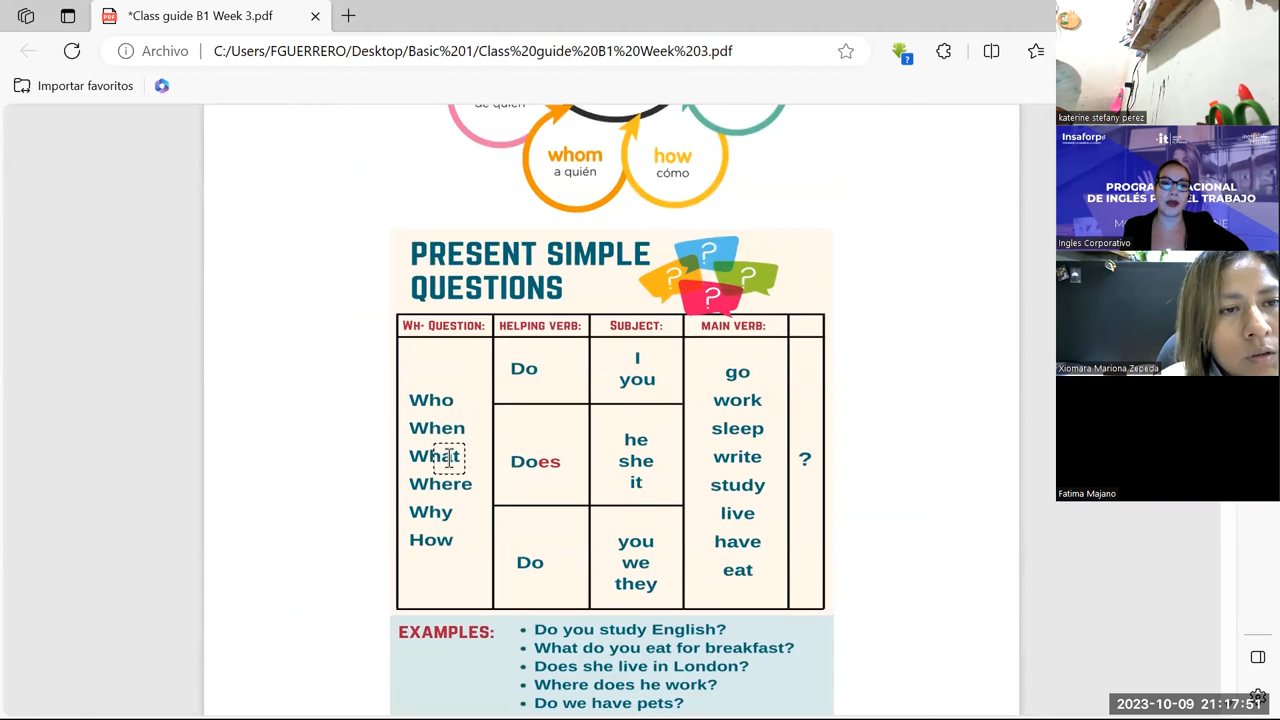 *Class guide B1 Week 3.pdf
Archivo
C:/Users/FGUERRERO/Desktop/Basic%201/Class%20guide%20B1%20Week%203.pdf
Importar favoritos
de quién
whom
a quién
how
cómo
PRESENT SIMPLE
QUESTIONS
WH- QUESTION: HELPING VERB: SUBJECT: MAIN VERB:
Who
When
What
Where
Why
How
Do
Does
Do
I
you
he
she
it
you
we
they
go
work
sleep
write
study
live
have
eat
?
EXAMPLES:
• Do you study English?
• What do you eat for breakfast?
• Does she live in London?
• Where does he work?
• Do we have pets?
katerine stefany perez
Insaforp
Ingles Corporativo
Xiomara Mariona Zepeda
Fatima Majano
2023-10-09 21:17:51